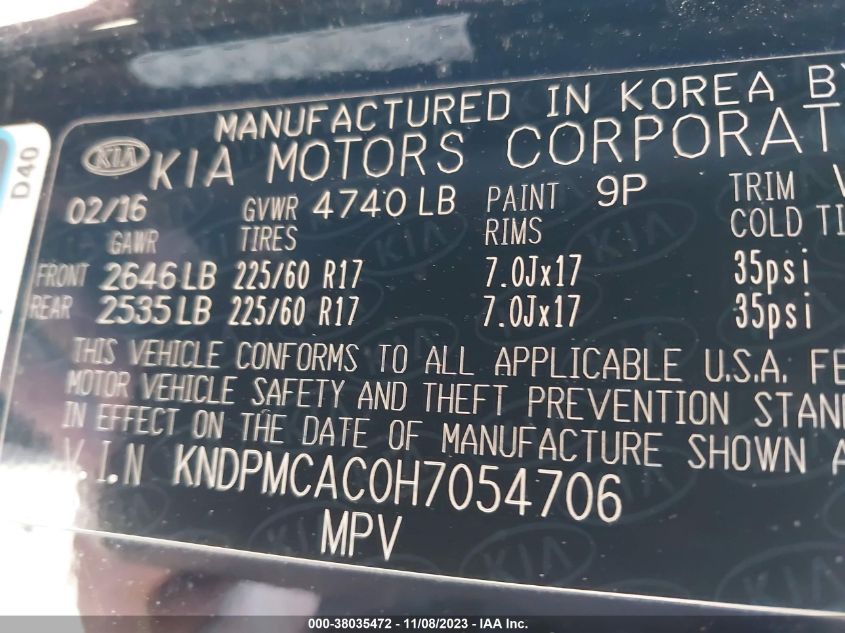 D40
MANUFACTURED IN KOREA BY
KIA KIA MOTORS CORPORAT
02/16 GVWR 4740 LB PAINT 9P TRIM
GAWR TIRES RIMS COLD TI
FRONT 2646 LB 225/60 R17 7.0Jx17 35psi
REAR 2535 LB 225/60 R17 7.0Jx17 35psi
THIS VEHICLE CONFORMS TO ALL APPLICABLE U.S.A. FE
MOTOR VEHICLE SAFETY AND THEFT PREVENTION STAN
IN EFFECT ON THE DATE OF MANUFACTURE SHOWN A
V.I.N KNDPMCAC0H7054706
MPV
000-38035472 - 11/08/2023 - IAA Inc.